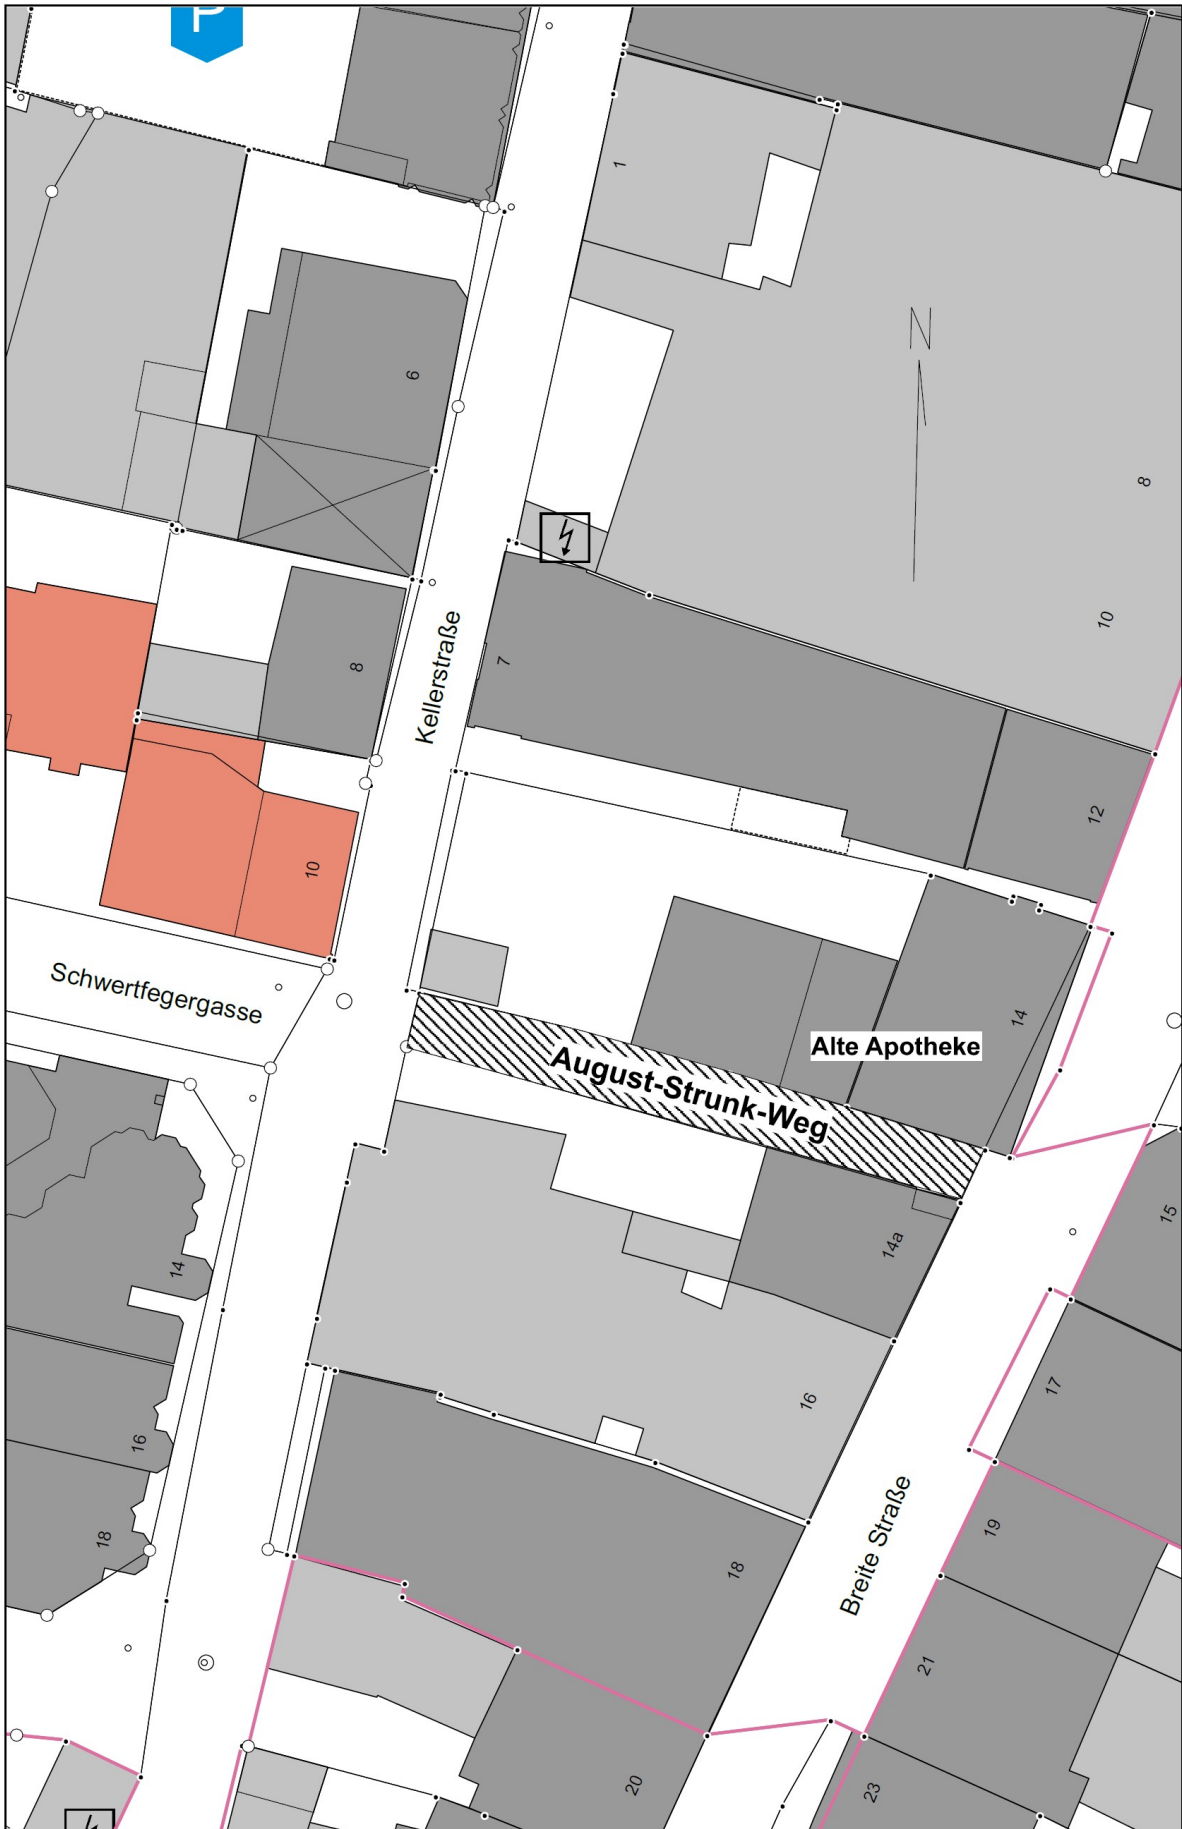 P
1
N
6
8
10
8
7
Kellerstraße
12
10
Schwertfegergasse
14
Alte Apotheke
August-Strunk-Weg
15
14a
14
17
16
16
19
18
18
Breite Straße
21
20
23